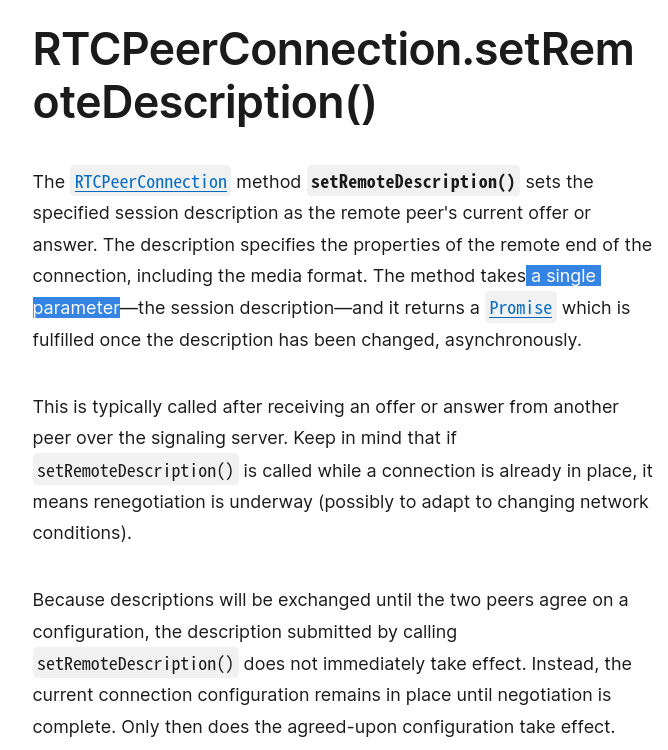 RTCPeerConnection.setRem
oteDescription()
The RTCPeerConnection method setRemoteDescription() sets the
specified session description as the remote peer's current offer or
answer. The description specifies the properties of the remote end of the
connection, including the media format. The method takes a single
parameter—the session description—and it returns a Promise which is
fulfilled once the description has been changed, asynchronously.
This is typically called after receiving an offer or answer from another
peer over the signaling server. Keep in mind that if
setRemoteDescription() is called while a connection is already in place, it
means renegotiation is underway (possibly to adapt to changing network
conditions).
Because descriptions will be exchanged until the two peers agree on a
configuration, the description submitted by calling
setRemoteDescription() does not immediately take effect. Instead, the
current connection configuration remains in place until negotiation is
complete. Only then does the agreed-upon configuration take effect.